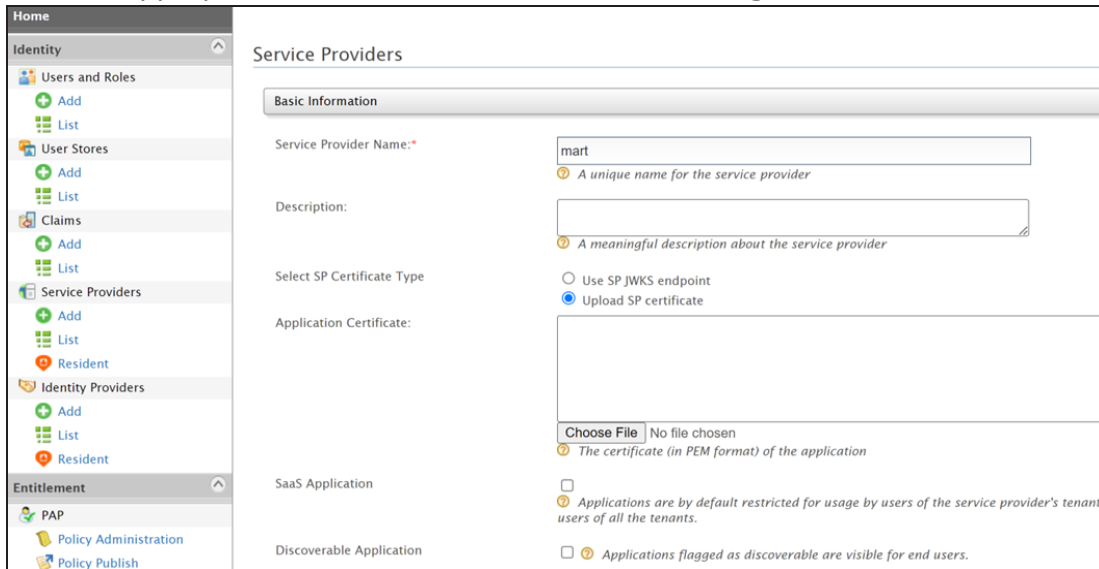 Home
Identity
Users and Roles
Add
List
User Stores
Add
List
Claims
Add
List
Service Providers
Add
List
Resident
Identity Providers
Add
List
Resident
Entitlement
PAP
Policy Administration
Policy Publish
Service Providers
Basic Information
Service Provider Name:*
mart
A unique name for the service provider
Description:
A meaningful description about the service provider
Select SP Certificate Type
Use SP JWKS endpoint
Upload SP certificate
Application Certificate:
Choose File No file chosen
The certificate (in PEM format) of the application
SaaS Application
Applications are by default restricted for usage by users of the service provider's tenant
users of all the tenants.
Discoverable Application
Applications flagged as discoverable are visible for end users.